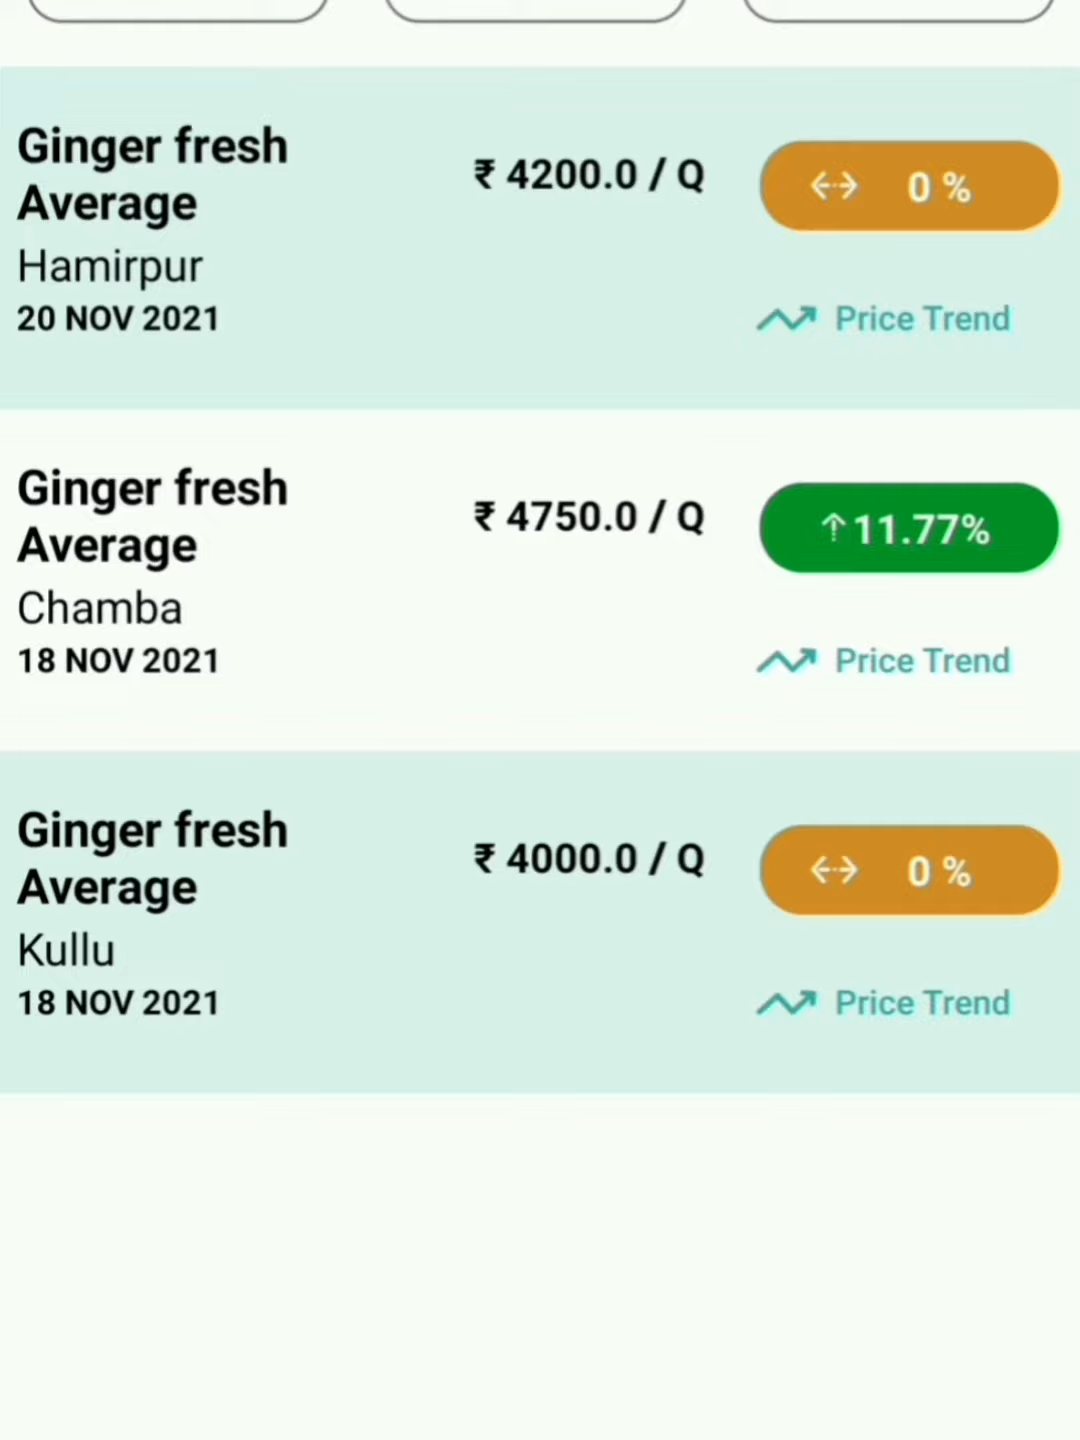 Ginger fresh
Average
Hamirpur
20 NOV 2021
₹ 4200.0 / Q
0 %
Price Trend
Ginger fresh
Average
Chamba
18 NOV 2021
₹ 4750.0 / Q
↑11.77%
Price Trend
Ginger fresh
Average
Kullu
18 NOV 2021
₹ 4000.0 / Q
0 %
Price Trend